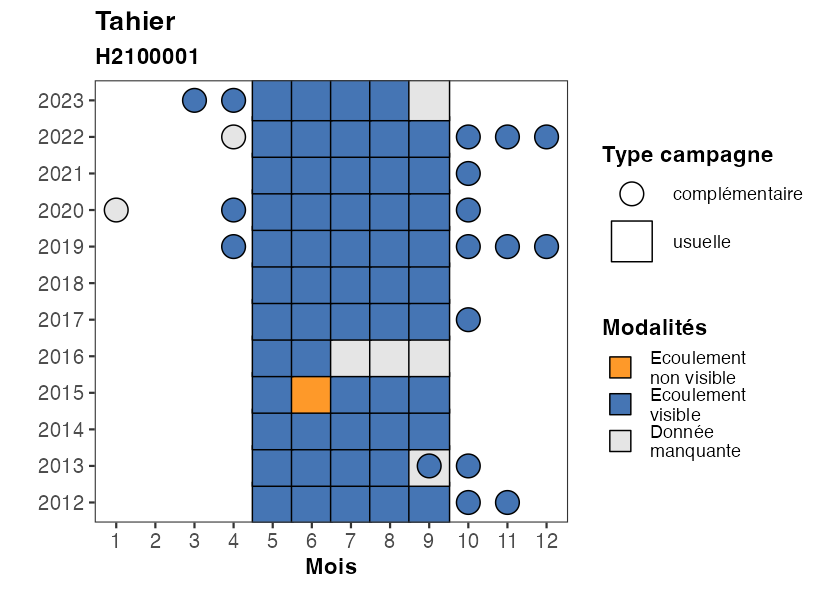 Tahier
H2100001
2023
2022
2021
2020
2019
2018
2017
2016
2015
2014
2013
2012
1 2 3 4 5 6 7 8 9 10 11 12
Mois
Type campagne
complémentaire
usuelle
Modalités
Ecoulement
non visible
Ecoulement
visible
Donnée
manquante